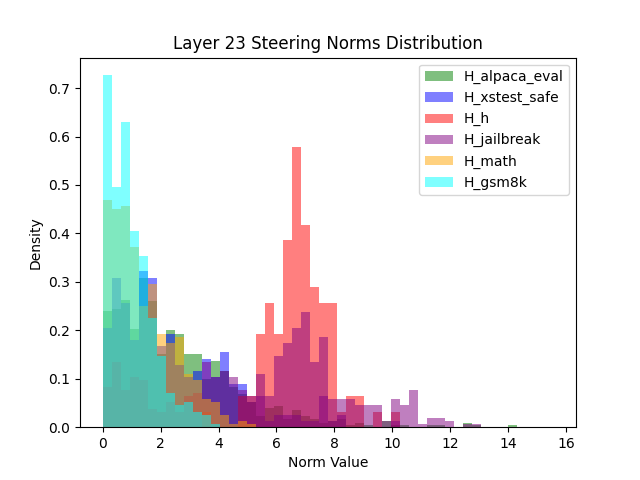 Layer 23 Steering Norms Distribution
H_alpaca_eval
H_xstest_safe
H_h
H_jailbreak
H_math
H_gsm8k
Density
0.7
0.6
0.5
0.4
0.3
0.2
0.1
0.0
0 2 4 6 8 10 12 14 16
Norm Value